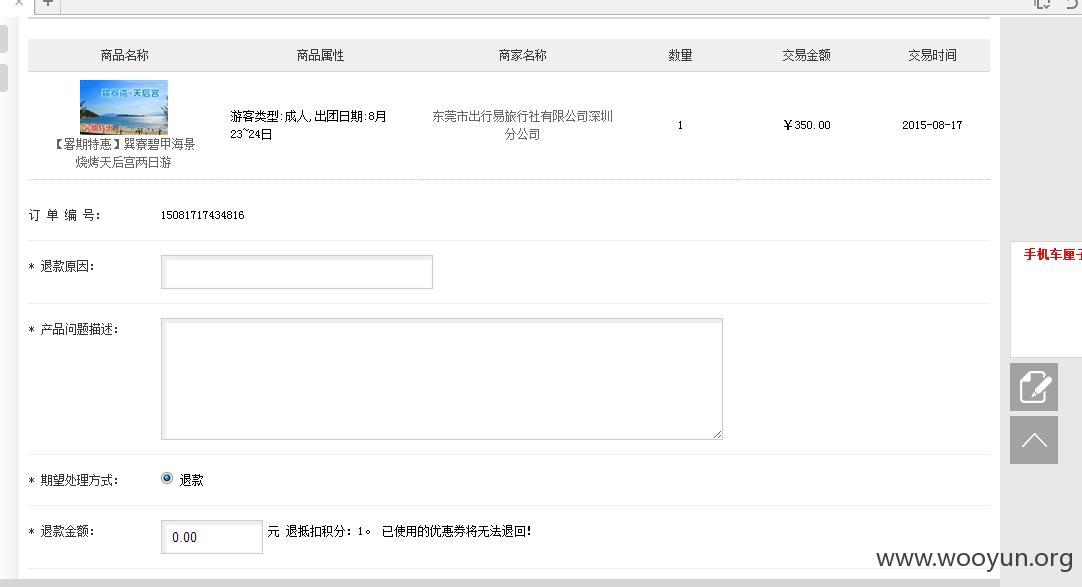 商品名称 商品属性 商家名称 数量 交易金额 交易时间
巽寮湾+天后宫
【暑期特惠】巽寮碧甲海景
烧烤天后宫两日游
游客类型:成人,出团日期:8月
23~24日
东莞市出行易旅行社有限公司深圳
分公司
1
¥350.00
2015-08-17
订 单 编 号: 15081717434816
* 退款原因:
* 产品问题描述:
* 期望处理方式: 退款
* 退款金额: 0.00 元 退抵扣积分: 1。 已使用的优惠券将无法退回!
手机车厘子
www.wooyun.org